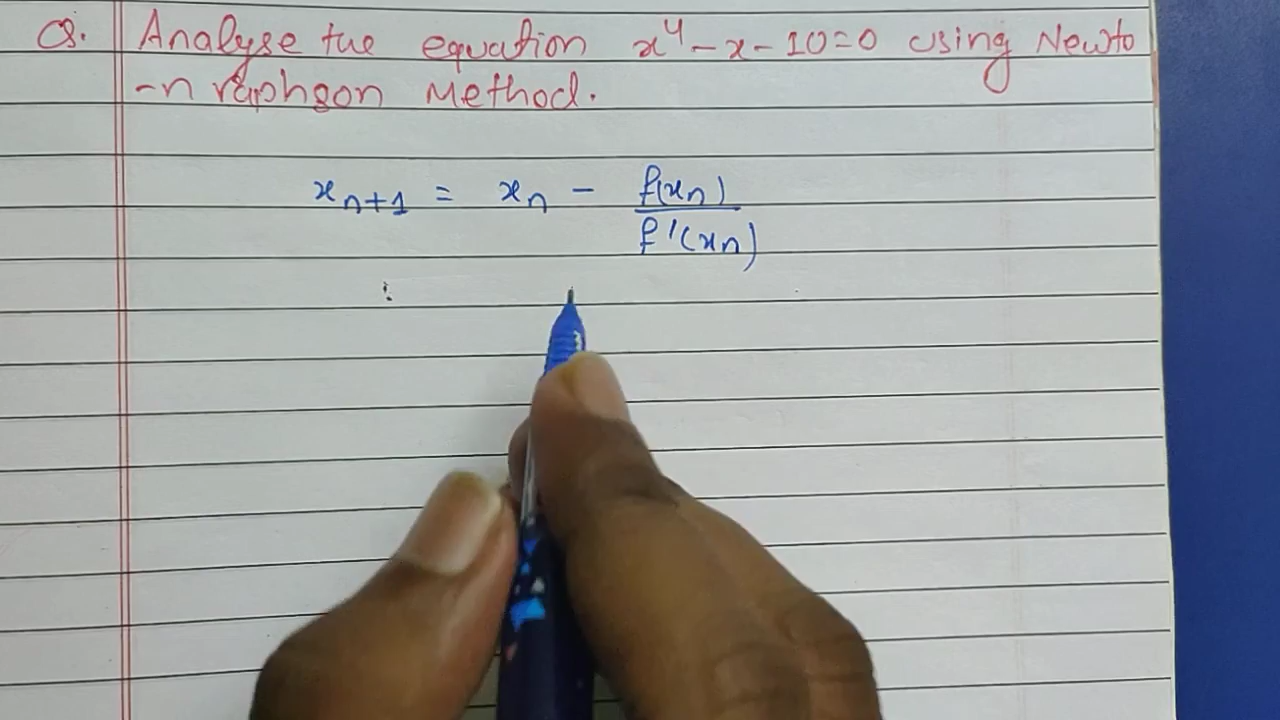 Q. Analyse the equation x⁴-x-10=0 using Newto
-n raphson Method.
xn+1 = xn - f(xn)
f'(xn)